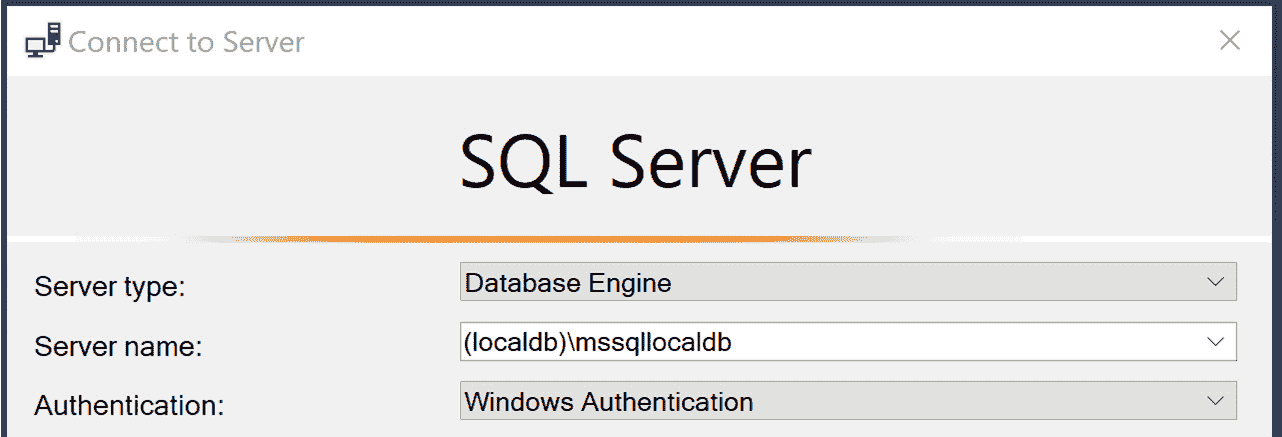 Connect to Server
SQL Server
Server type:
Database Engine
Server name:
(localdb)\mssqllocaldb
Authentication:
Windows Authentication